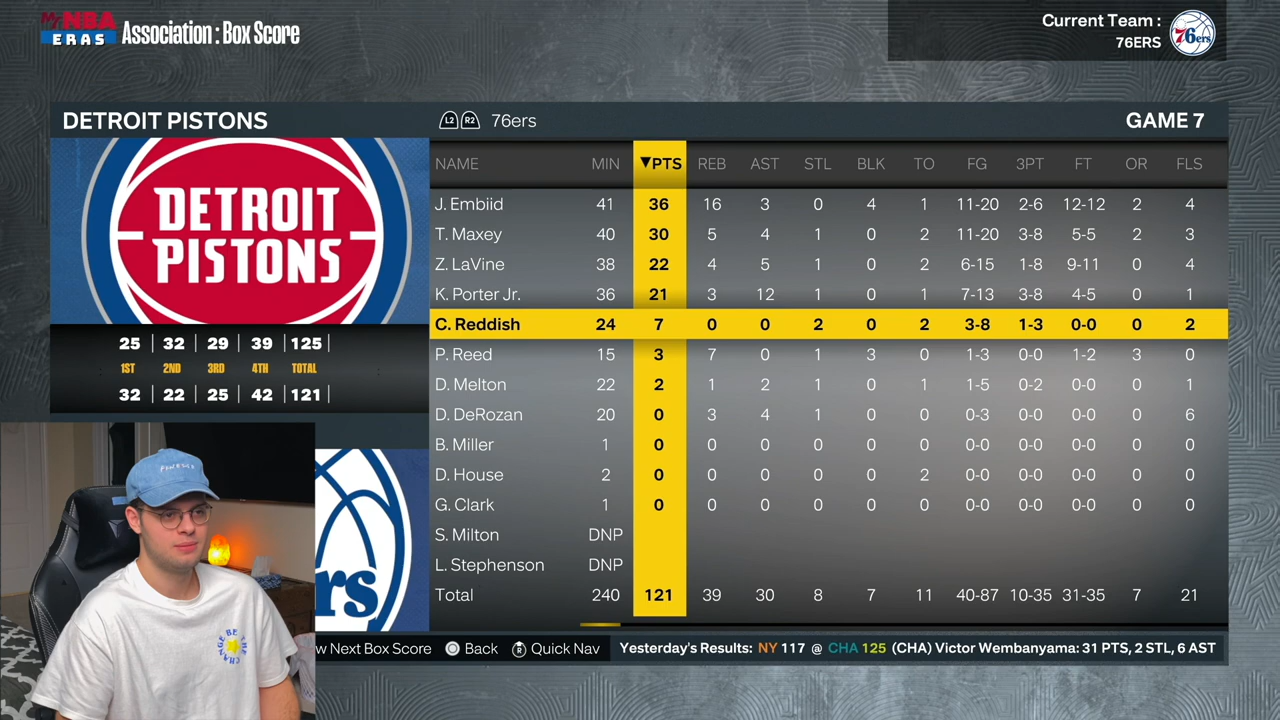 MyNBA
ERAS
Association : Box Score
Current Team :
76ERS
76ers
DETROIT PISTONS
L2 R2 76ers
GAME 7
DETROIT
PISTONS
NAME MIN ▼PTS REB AST STL BLK TO FG 3PT FT OR FLS
J. Embiid 41 36 16 3 0 4 1 11-20 2-6 12-12 2 4
T. Maxey 40 30 5 4 1 0 2 11-20 3-8 5-5 2 3
Z. LaVine 38 22 4 5 1 0 2 6-15 1-8 9-11 0 4
K. Porter Jr. 36 21 3 12 1 0 1 7-13 3-8 4-5 0 1
C. Reddish 24 7 0 0 2 0 2 3-8 1-3 0-0 0 2
P. Reed 15 3 7 0 1 3 0 1-3 0-0 1-2 3 0
D. Melton 22 2 1 2 1 0 1 1-5 0-2 0-0 0 1
D. DeRozan 20 0 3 4 1 0 0 0-3 0-0 0-0 0 6
B. Miller 1 0 0 0 0 0 0 0-0 0-0 0-0 0 0
D. House 2 0 0 0 0 0 2 0-0 0-0 0-0 0 0
G. Clark 1 0 0 0 0 0 0 0-0 0-0 0-0 0 0
S. Milton DNP
L. Stephenson DNP
Total 240 121 39 30 8 7 11 40-87 10-35 31-35 7 21
25 | 32 | 29 | 39 | 125 |
1ST 2ND 3RD 4TH TOTAL
32 | 22 | 25 | 42 | 121 |
rs
CHANGE BE THE
w Next Box Score Back R Quick Nav
Yesterday's Results: NY 117 @ CHA 125 (CHA) Victor Wembanyama: 31 PTS, 2 STL, 6 AST